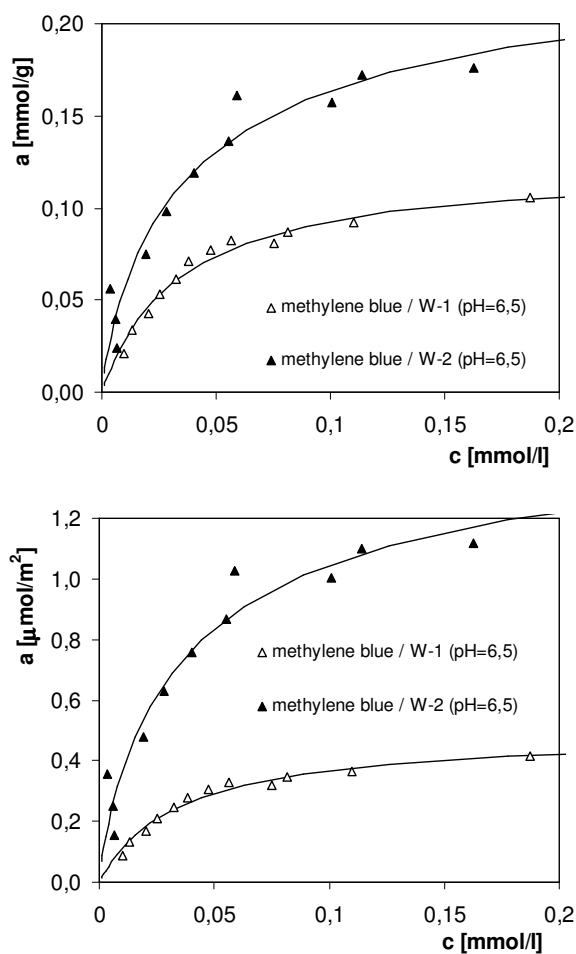 a [mmol/g]
0,20
0,15
0,10
0,05
0,00
methylene blue / W-1 (pH=6,5)
methylene blue / W-2 (pH=6,5)
0 0,05 0,1 0,15 0,2
c [mmol/l]
a [µmol/m²]
1,2
1,0
0,8
0,6
0,4
0,2
0,0
methylene blue / W-1 (pH=6,5)
methylene blue / W-2 (pH=6,5)
0 0,05 0,1 0,15 0,2
c [mmol/l]